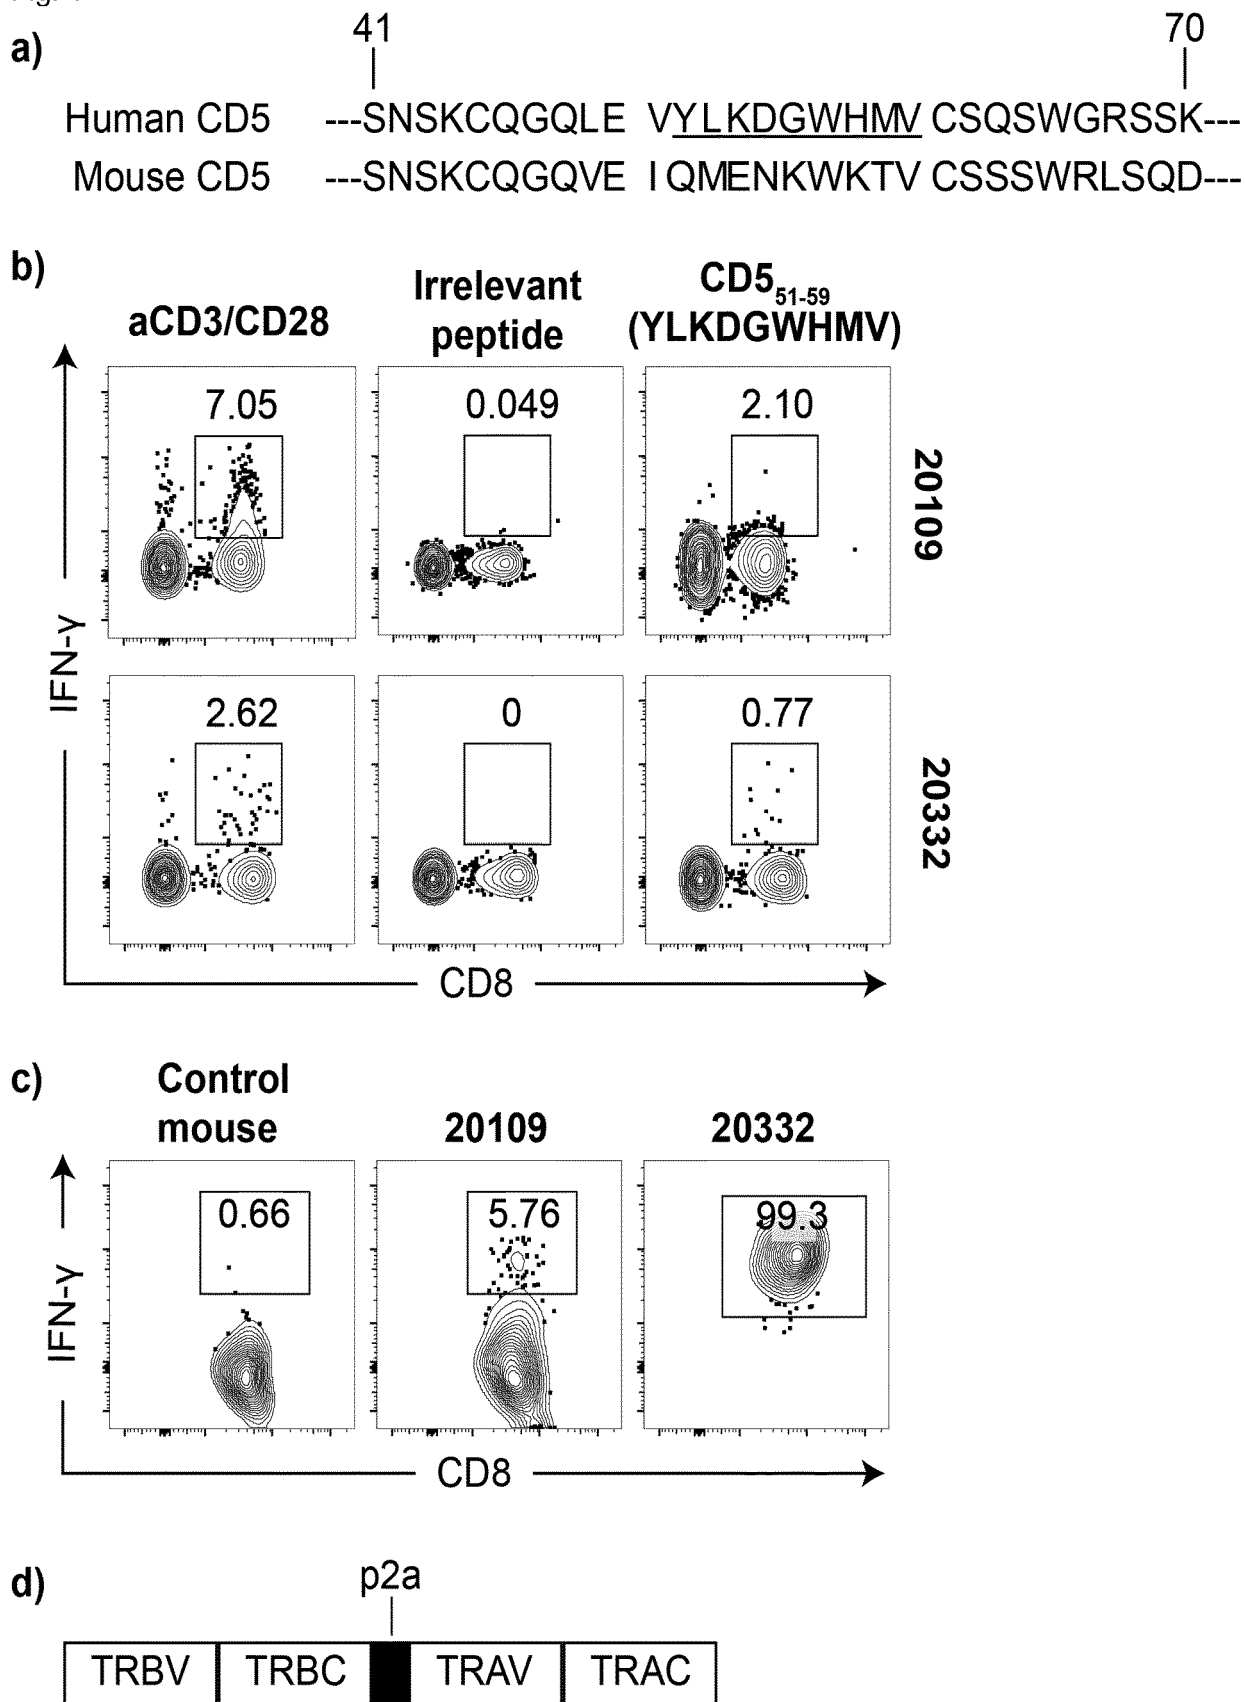 a)
41 70
Human CD5 ---SNSKCQGQLE VYLKDGWHMV CSQSWGRSSK---
Mouse CD5 ---SNSKCQGQVE IQMENKWKTV CSSSWRLSQD---
b)
aCD3/CD28
Irrelevant
peptide
CD551-59
(YLKDGWHMV)
7.05 0.049 2.10
20109
2.62 0 0.77
20332
IFN-γ
CD8
c)
Control
mouse
20109
20332
0.66 5.76 99.3
IFN-γ
CD8
d)
p2a
TRBV TRBC TRAV TRAC